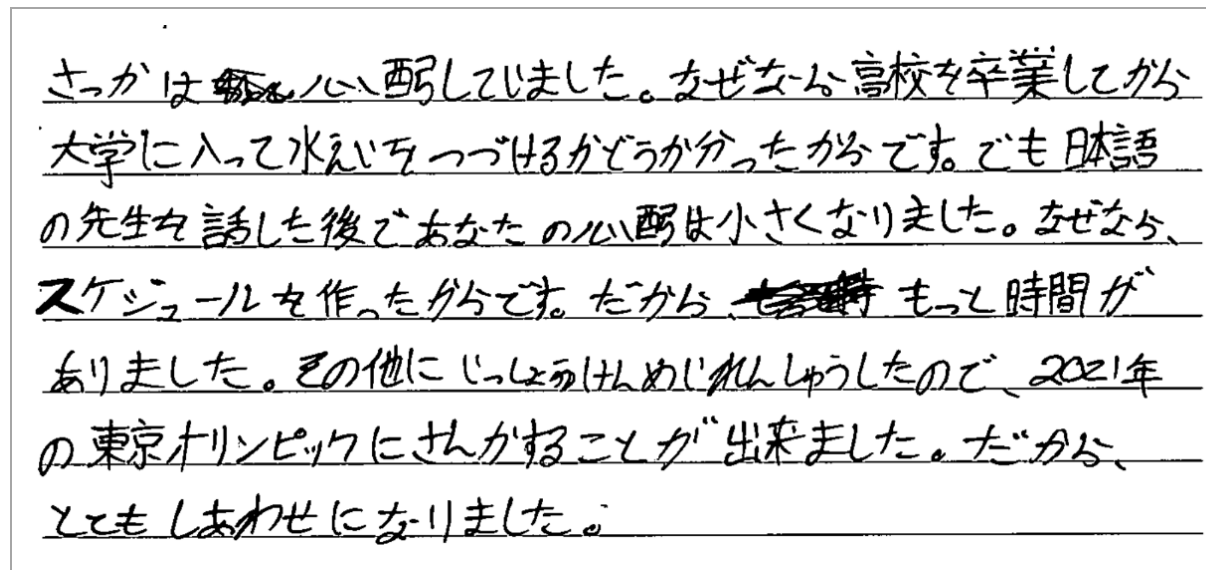 さっかは心配していました。なぜなら高校を卒業してから
大学に入って水えいをつづけるかどうか分ったからです。でも日本語
の先生を話した後であなたの心配は小さくなりました。なぜなら、
スケジュールを作ったからです。だから、もっと時間が
ありました。その他にじっしょうけんめじれんしゅうしたので、2021年
の東京オリンピックにさんかすることが出来ました。だから、
とてもしあわせになりました。